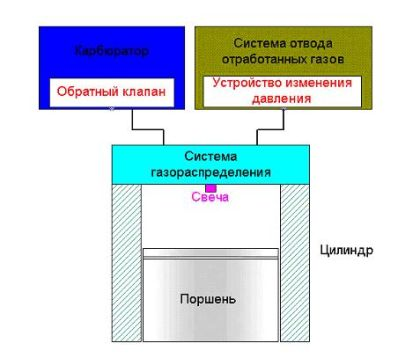 Карбюратор
Обратный клапан
Система отвода
отработанных газов
Устройство изменения
давления
Система
газораспределения
Свеча
Цилиндр
Поршень